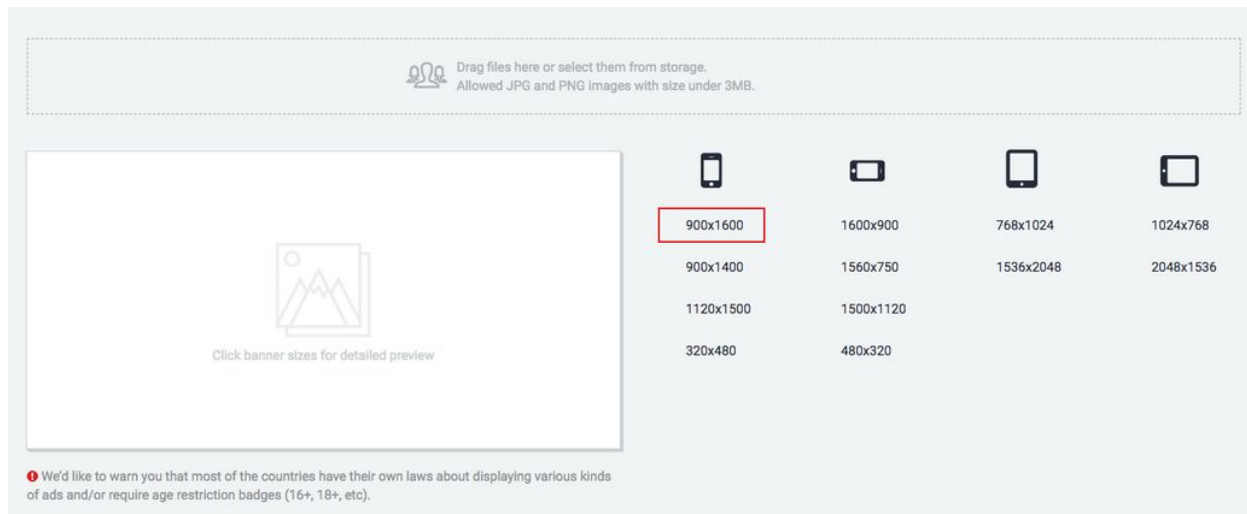 Drag files here or select them from storage.
Allowed JPG and PNG images with size under 3MB.
900x1600 1600x900 768x1024 1024x768
900x1400 1560x750 1536x2048 2048x1536
1120x1500 1500x1120
320x480 480x320
Click banner sizes for detailed preview
We'd like to warn you that most of the countries have their own laws about displaying various kinds
of ads and/or require age restriction badges (16+, 18+, etc).